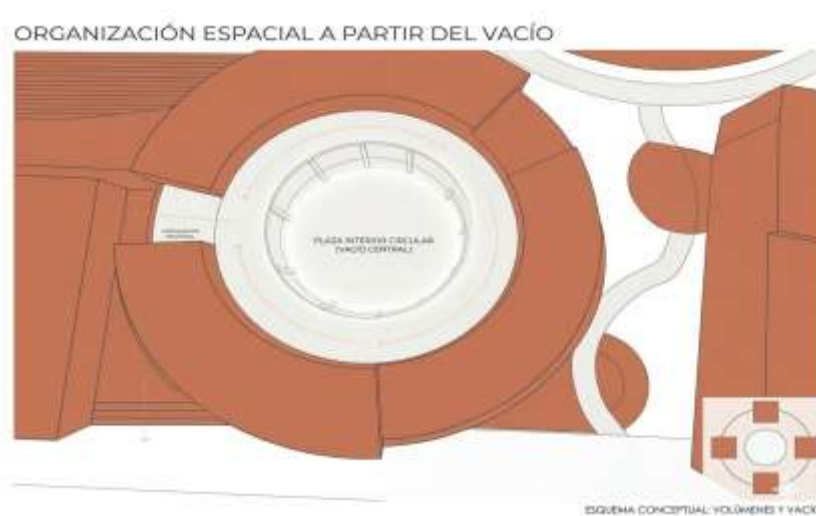 ORGANIZACIÓN ESPACIAL A PARTIR DEL VACÍO
PLAZA INTERIOR CIRCULAR
(VACÍO CENTRAL)
ESQUEMA CONCEPTUAL: VOLÚMENES Y VACÍO